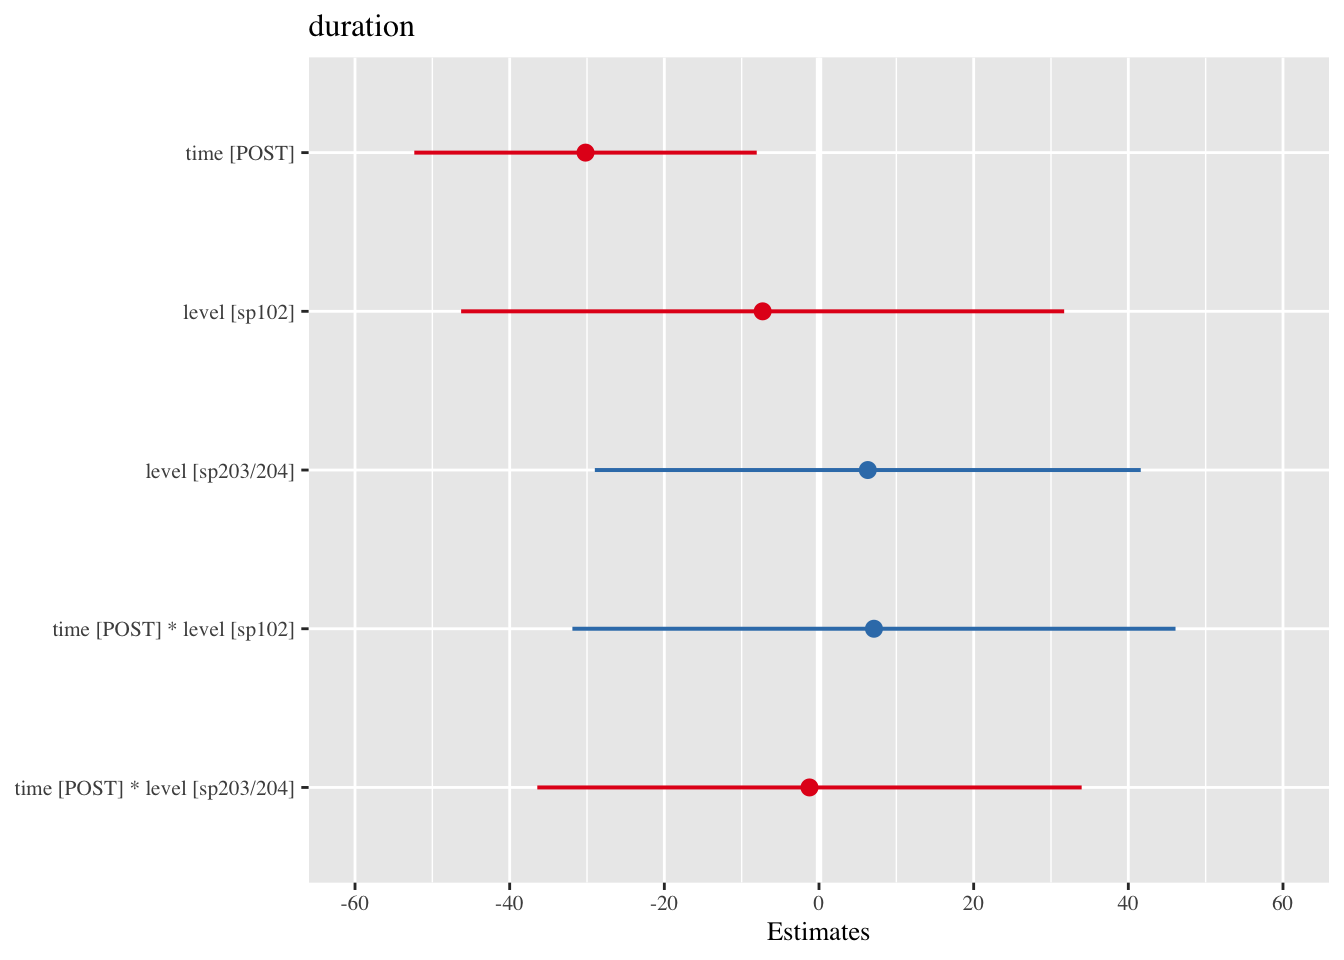 duration
time [POST]
level [sp102]
level [sp203/204]
time [POST] * level [sp102]
time [POST] * level [sp203/204]
-60 -40 -20 0 20 40 60
Estimates